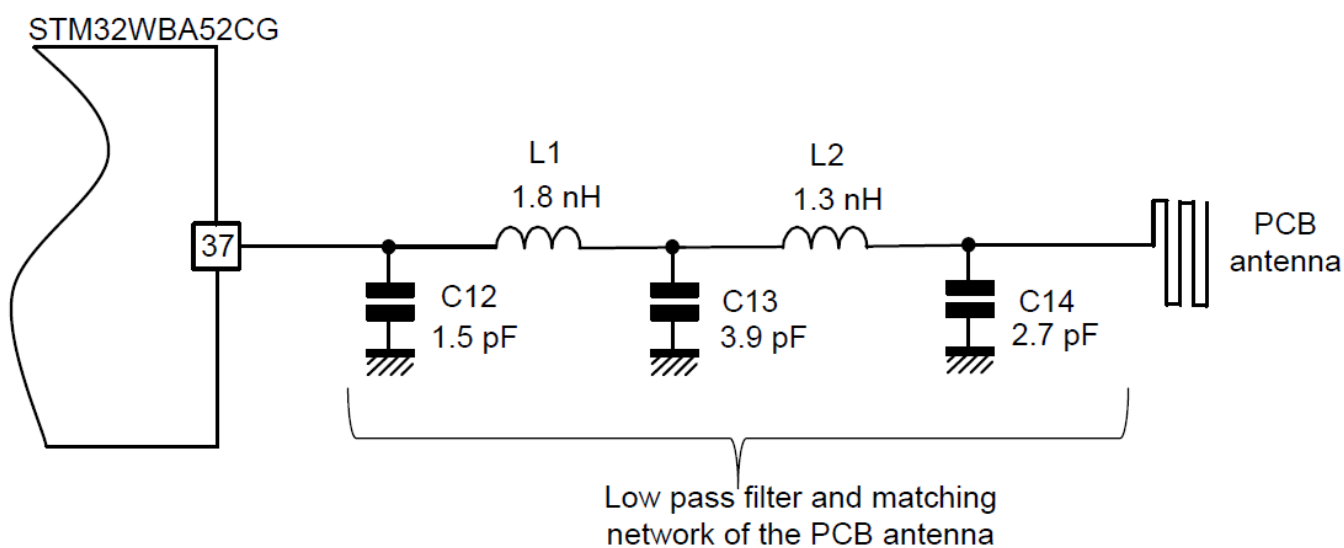 STM32WBA52CG
L1
1.8 nH
L2
1.3 nH
37
PCB
antenna
C12
1.5 pF
C13
3.9 pF
C14
2.7 pF
Low pass filter and matching
network of the PCB antenna